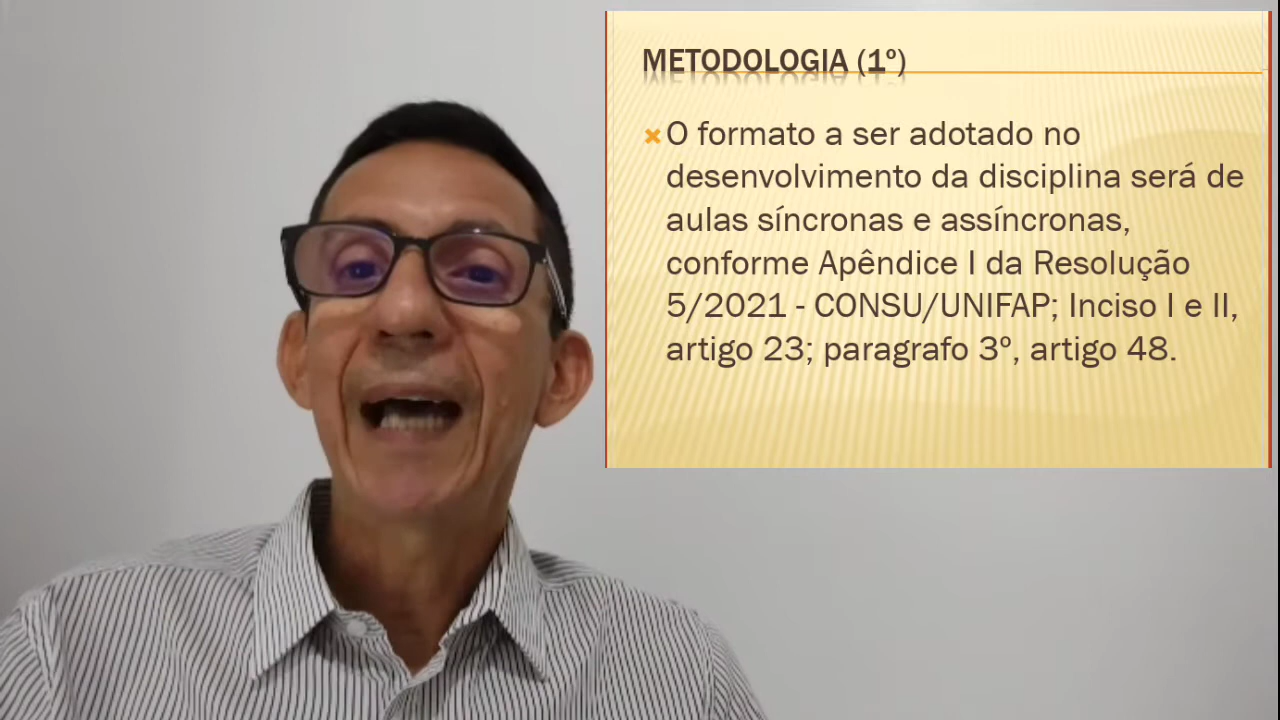 METODOLOGIA (1º)
O formato a ser adotado no
desenvolvimento da disciplina será de
aulas síncronas e assíncronas,
conforme Apêndice I da Resolução
5/2021 - CONSU/UNIFAP; Inciso I e II,
artigo 23; paragrafo 3º, artigo 48.